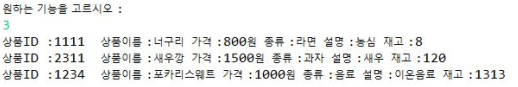 원하는 기능을 고르시오 :
3
상품ID :1111 상품이름 :너구리 가격 :800원 종류 :라면 설명 :농심 재고 :8
상품ID :2311 상품이름 :새우깡 가격 :1500원 종류 :과자 설명 :새우 재고 :120
상품ID :1234 상품이름 :포카리스웨트 가격 :1000원 종류 :음료 설명 :이온음료 재고 :1313